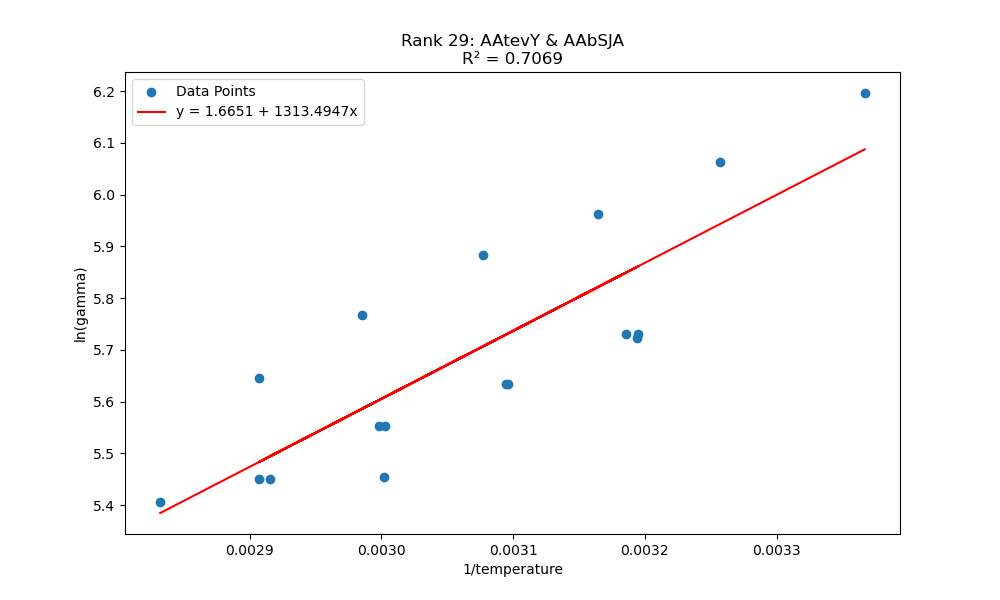 Rank 29: AAtevY & AAbSJA
R² = 0.7069
Data Points
y = 1.6651 + 1313.4947x
6.2
6.1
6.0
5.9
5.8
5.7
5.6
5.5
5.4
ln(gamma)
0.0029 0.0030 0.0031 0.0032 0.0033
1/temperature